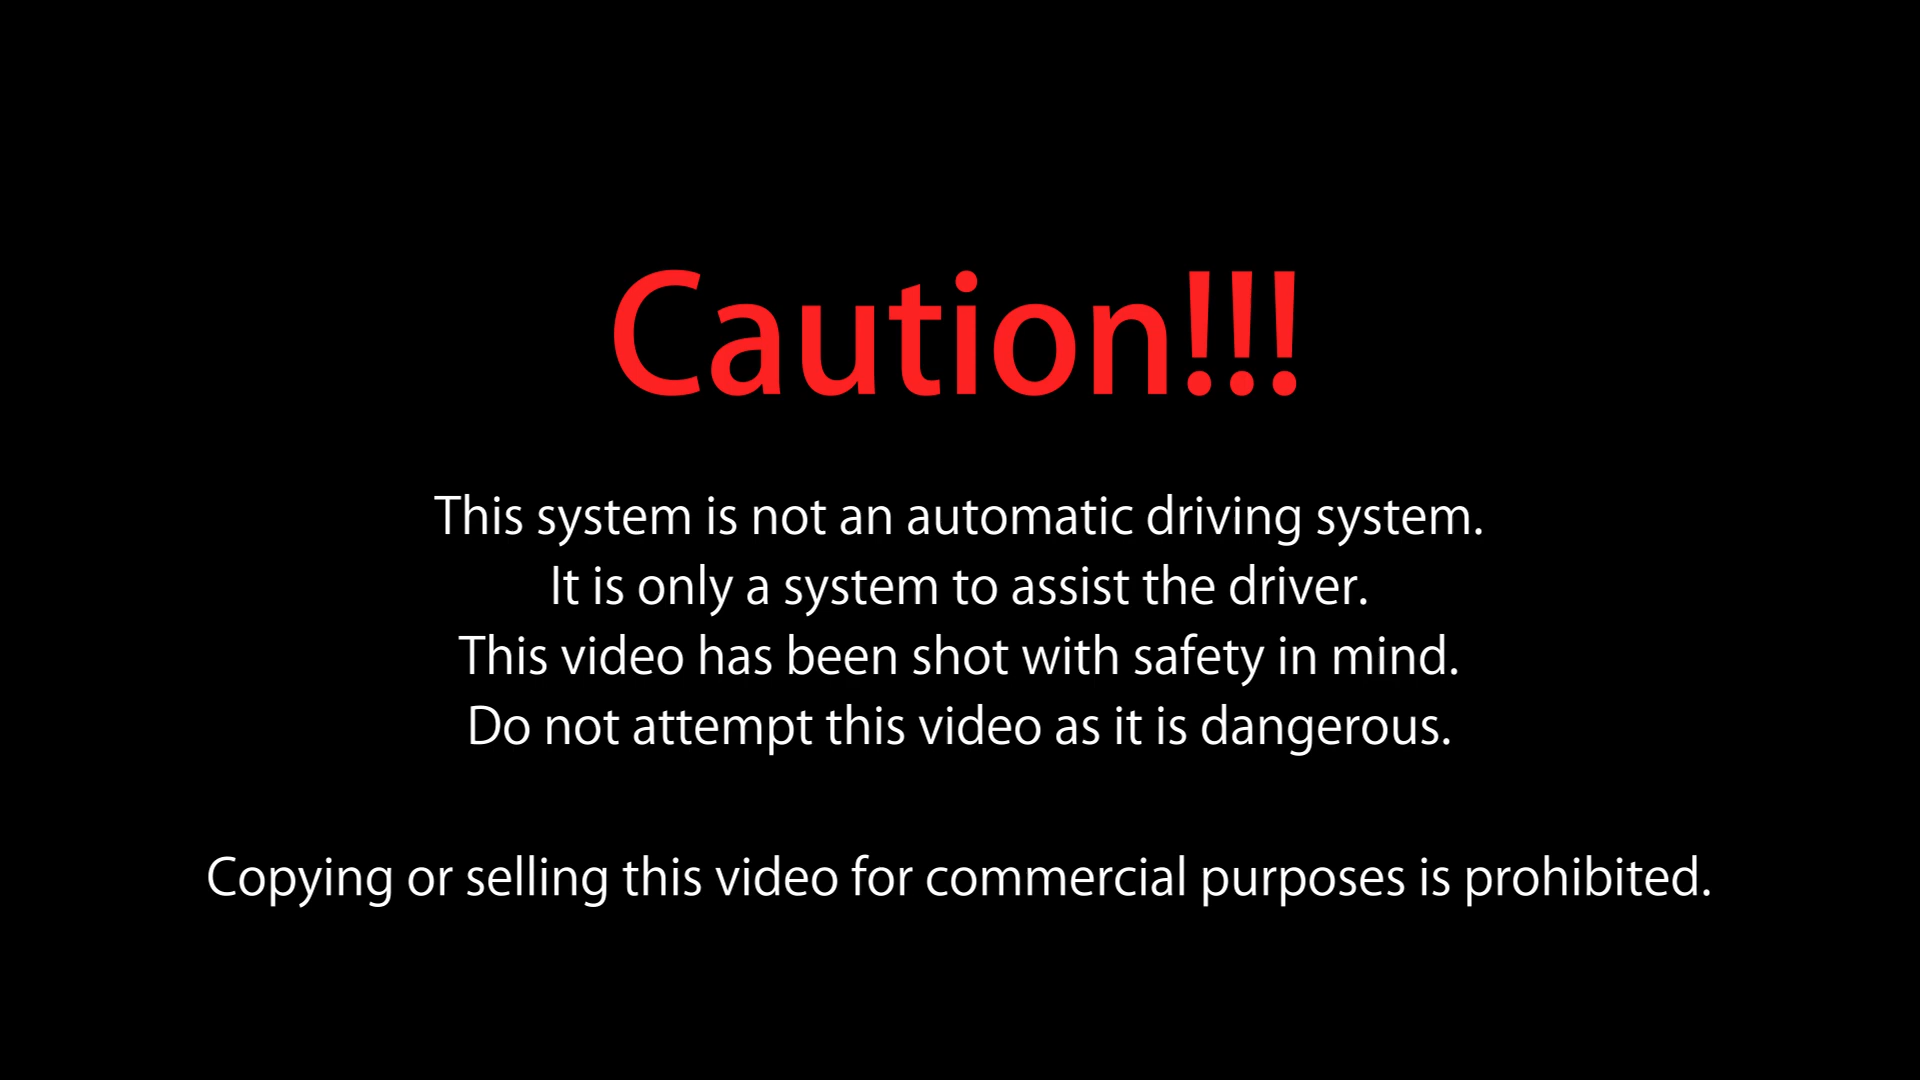 Caution!!!
This system is not an automatic driving system.
It is only a system to assist the driver.
This video has been shot with safety in mind.
Do not attempt this video as it is dangerous.
Copying or selling this video for commercial purposes is prohibited.